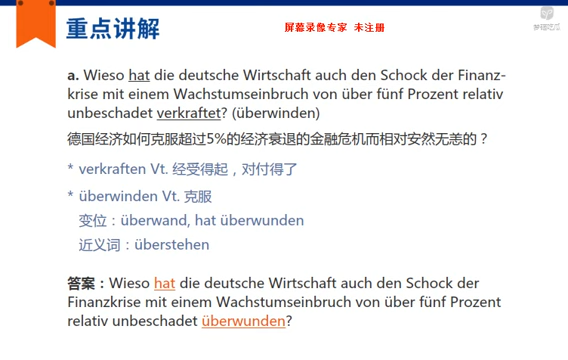 重点讲解
屏幕录像专家 未注册
a. Wieso hat die deutsche Wirtschaft auch den Schock der Finanz-
krise mit einem Wachstumseinbruch von über fünf Prozent relativ
unbeschadet verkraftet? (überwinden)
德国经济如何克服超过5%的经济衰退的金融危机而相对安然无恙的？
* verkraften Vt. 经受得起，对付得了
* überwinden Vt. 克服
变位：überwand, hat überwunden
近义词：überstehen
答案：Wieso hat die deutsche Wirtschaft auch den Schock der
Finanzkrise mit einem Wachstumseinbruch von über fünf Prozent
relativ unbeschadet überwunden?